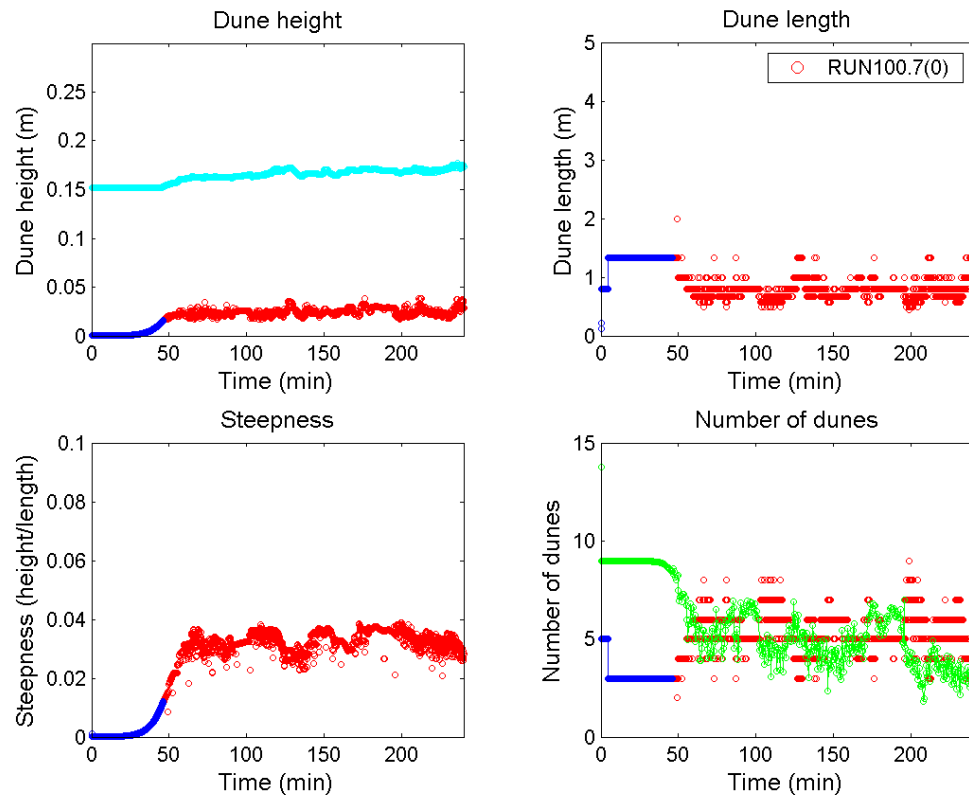 Dune height
Dune height (m)
0.25
0.2
0.15
0.1
0.05
0
0 50 100 150 200
Time (min)
Dune length
RUN100.7(0)
Dune length (m)
5
4
3
2
1
0
0 50 100 150 200
Time (min)
Steepness
Steepness (height/length)
0.1
0.08
0.06
0.04
0.02
0
0 50 100 150 200
Time (min)
Number of dunes
Number of dunes
15
10
5
0
0 50 100 150 200
Time (min)